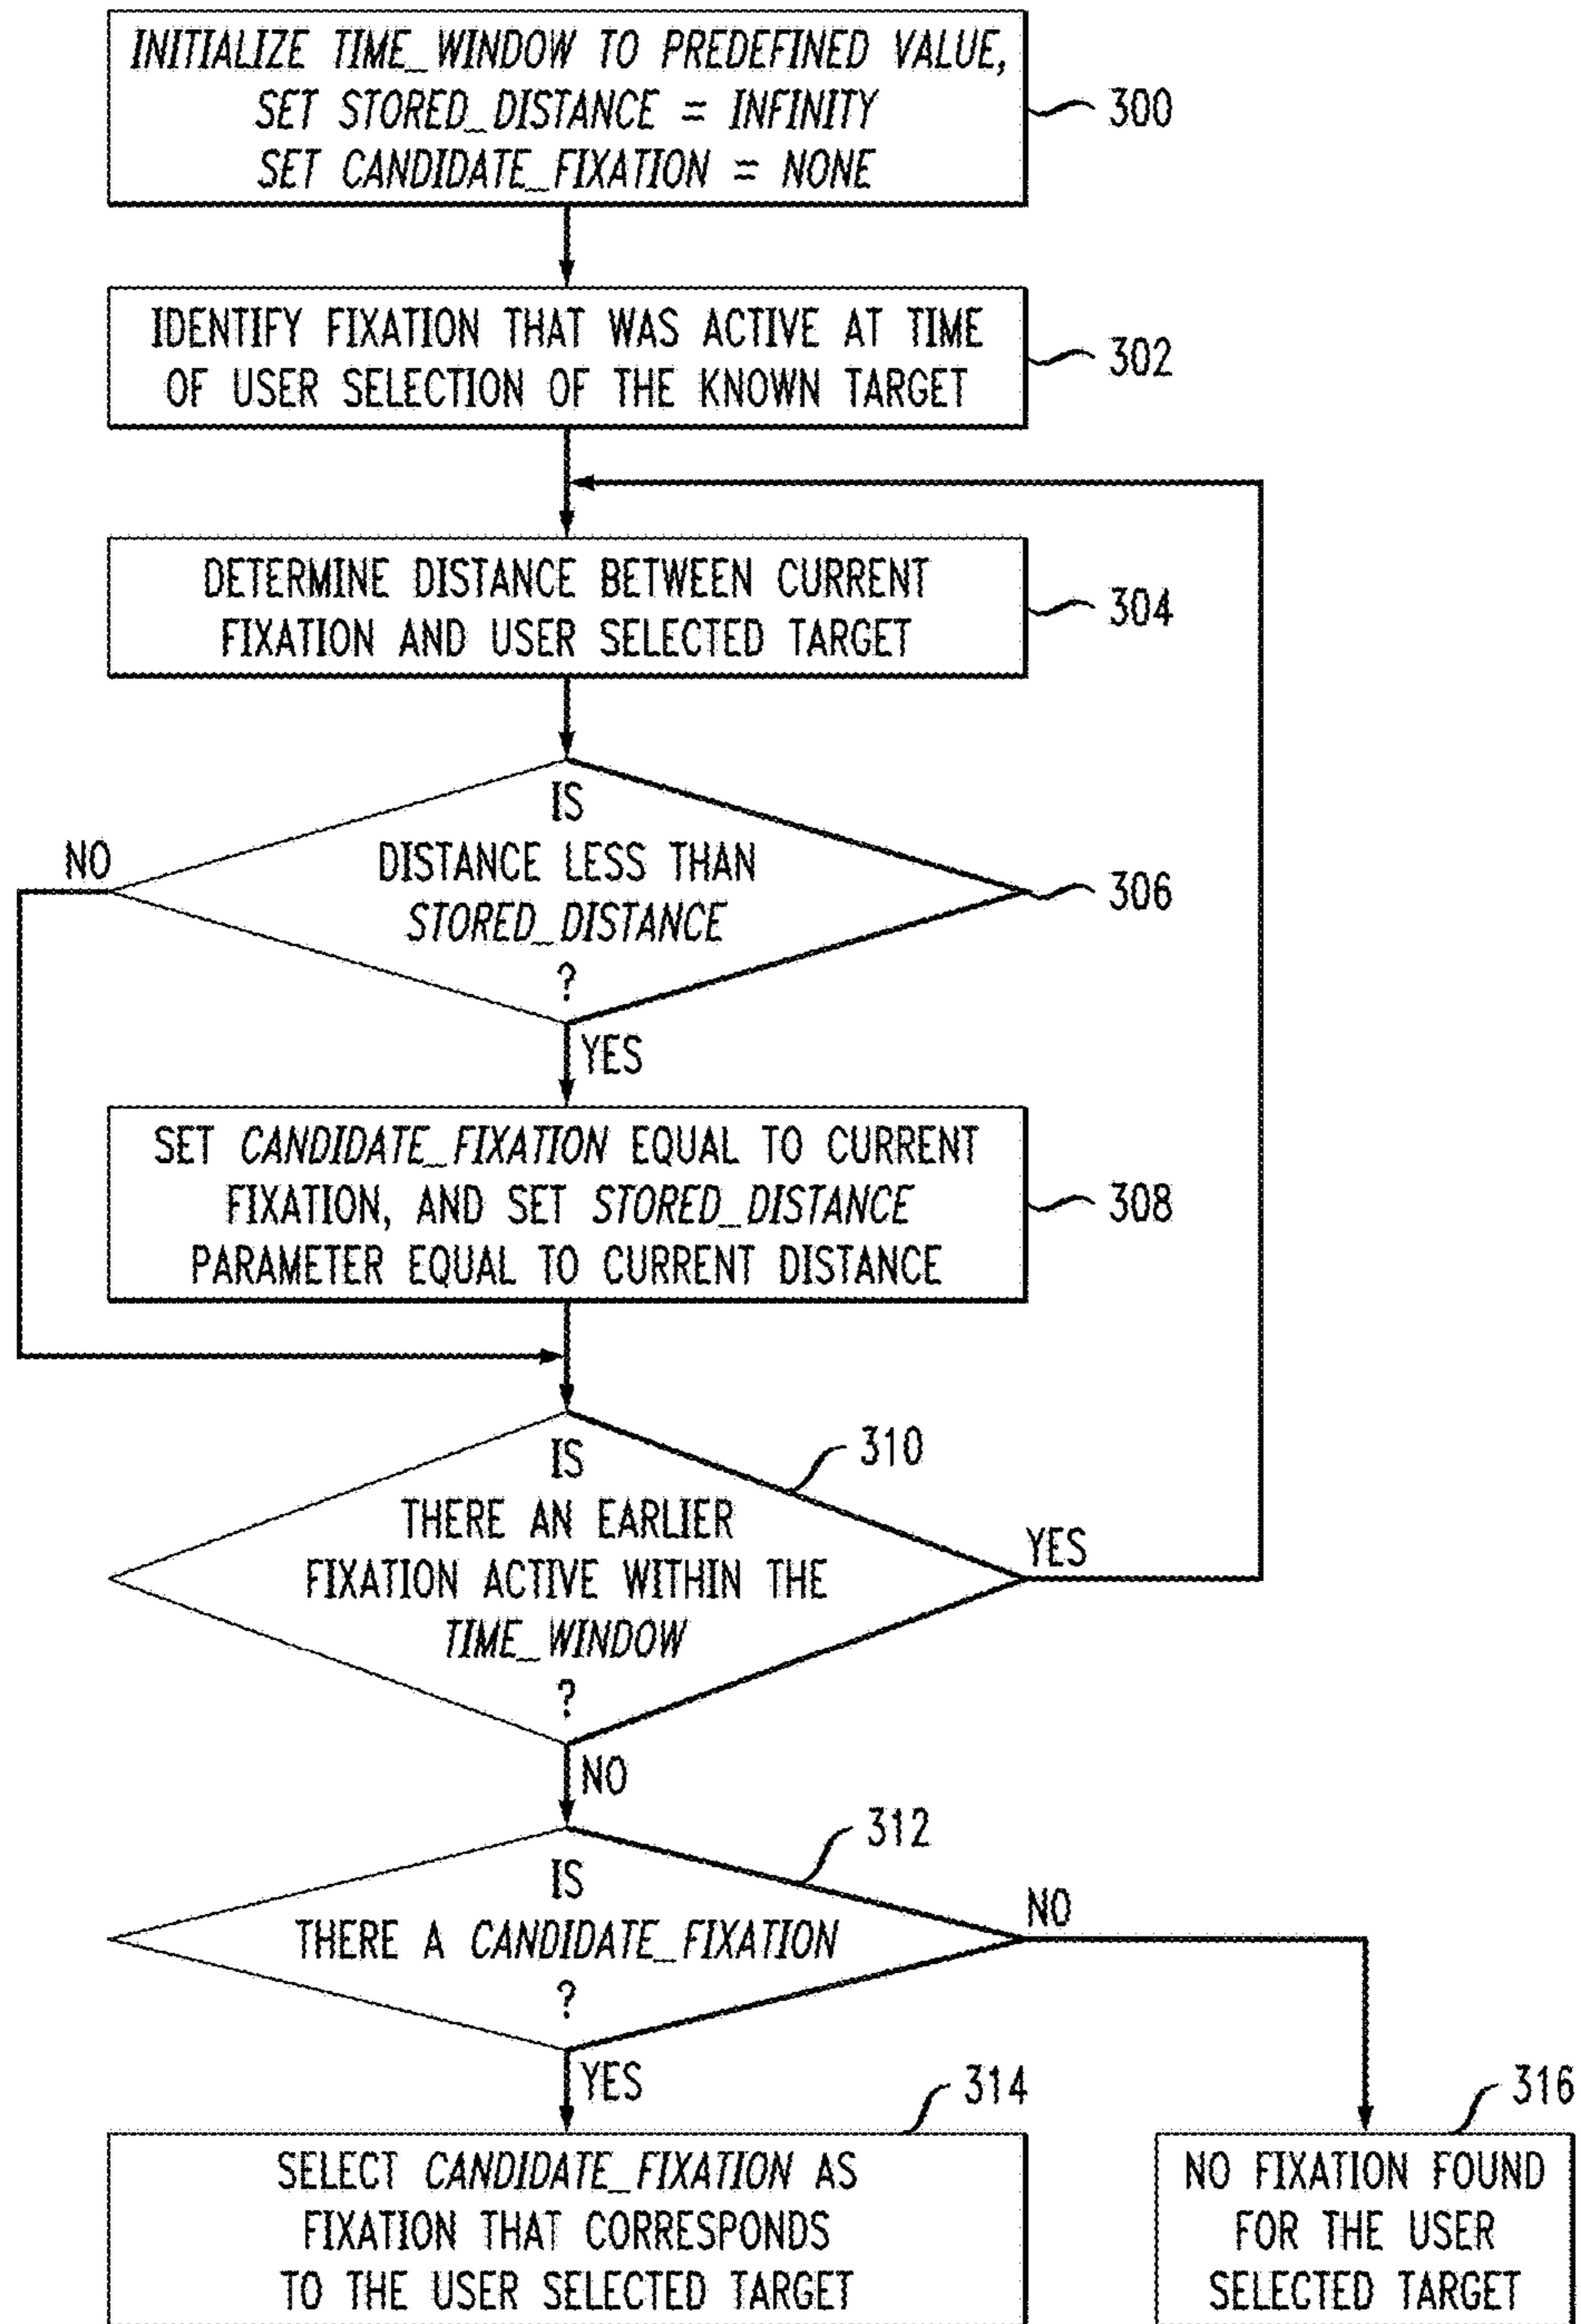 INITIALIZE TIME_WINDOW TO PREDEFINED VALUE,
SET STORED_DISTANCE = INFINITY
SET CANDIDATE_FIXATION = NONE
300
IDENTIFY FIXATION THAT WAS ACTIVE AT TIME
OF USER SELECTION OF THE KNOWN TARGET
302
DETERMINE DISTANCE BETWEEN CURRENT
FIXATION AND USER SELECTED TARGET
304
IS
DISTANCE LESS THAN
STORED_DISTANCE
?
306
NO
YES
SET CANDIDATE_FIXATION EQUAL TO CURRENT
FIXATION, AND SET STORED_DISTANCE
PARAMETER EQUAL TO CURRENT DISTANCE
308
IS
THERE AN EARLIER
FIXATION ACTIVE WITHIN THE
TIME_WINDOW
?
310
YES
NO
IS
THERE A CANDIDATE_FIXATION
?
312
NO
YES
314
SELECT CANDIDATE_FIXATION AS
FIXATION THAT CORRESPONDS
TO THE USER SELECTED TARGET
316
NO FIXATION FOUND
FOR THE USER
SELECTED TARGET